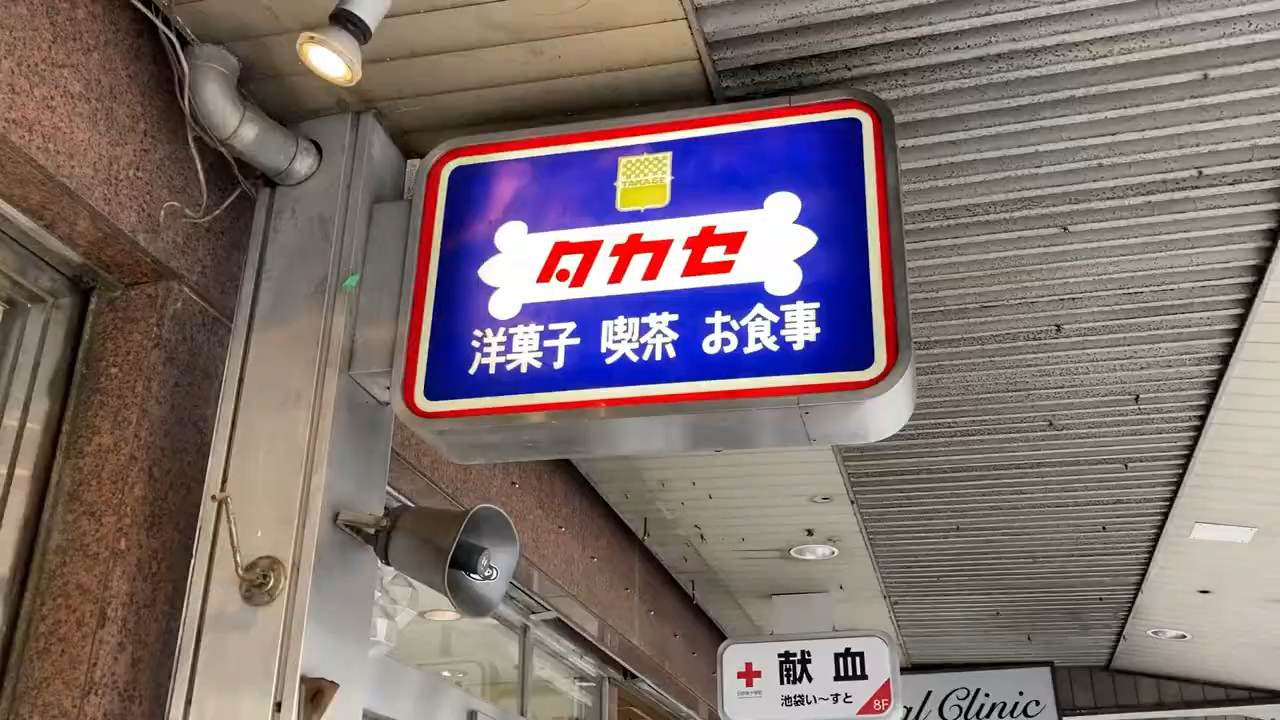 TAKASE
タカセ
洋菓子 喫茶 お食事
献血
池袋い〜すと
8F
al Clinic